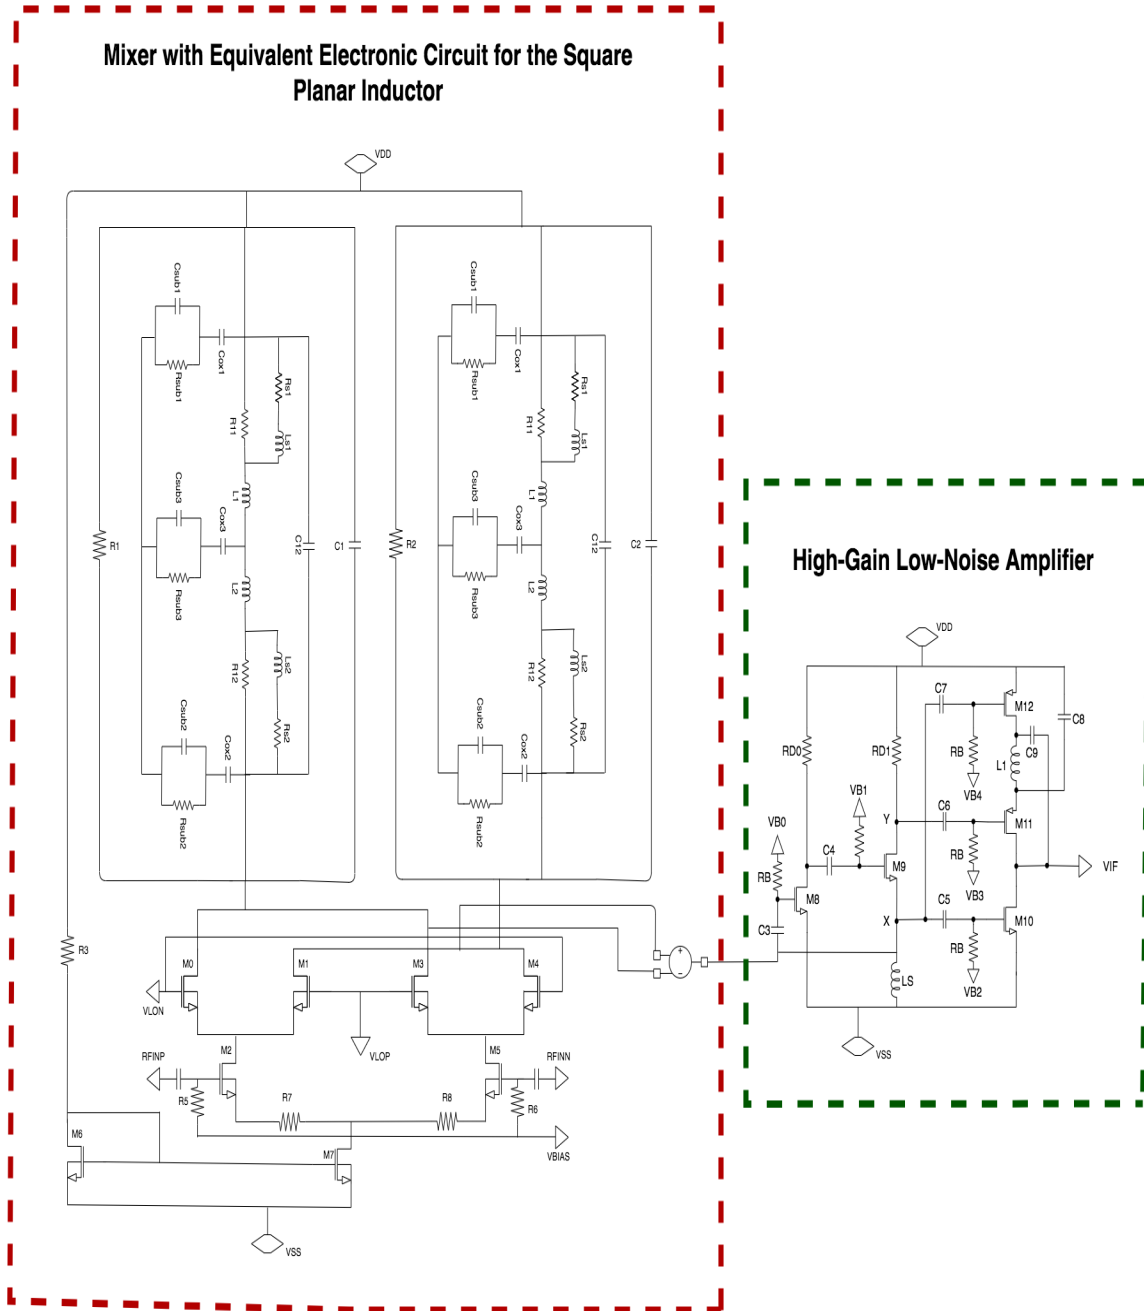 Mixer with Equivalent Electronic Circuit for the Square
Planar Inductor
VDD
Csub1
Cox1
Rsub1
Rs1
R11
Ls1
L1
Csub3
Cox3
Rsub3
R1
C12
C1
L2
Ls2
R12
Csub2
Cox2
Rs2
Rsub2
Csub1
Cox1
Rsub1
Rs1
R11
Ls1
L1
Csub3
Cox3
Rsub3
R2
C12
C2
L2
Ls2
R12
Csub2
Cox2
Rs2
Rsub2
R3
M0
M1
M3
M4
+
−
VLON
VLOP
RFINP
M2
M5
RFINN
R5
R7
R8
R6
VBIAS
M6
M7
VSS
High-Gain Low-Noise Amplifier
VDD
C7
M12
C8
C9
RD0
RD1
RB
L1
VB4
VB1
VB0
Y
C6
M11
C4
RB
M9
M8
RB
VB3
VIF
C5
X
M10
C3
RB
LS
VB2
VSS